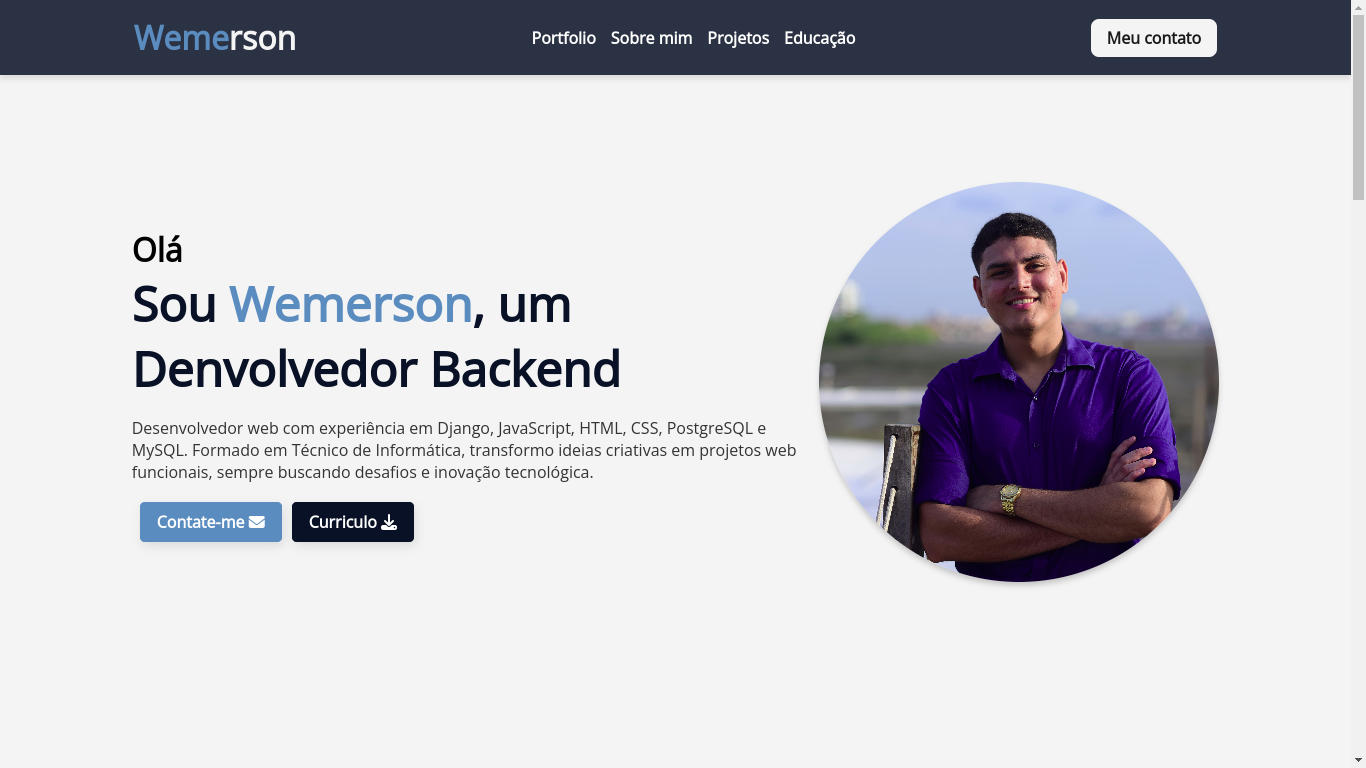 Wemerson
Portfolio Sobre mim Projetos Educação
Meu contato
Olá
Sou Wemerson, um
Denvolvedor Backend
Desenvolvedor web com experiência em Django, JavaScript, HTML, CSS, PostgreSQL e
MySQL. Formado em Técnico de Informática, transformo ideias criativas em projetos web
funcionais, sempre buscando desafios e inovação tecnológica.
Contate-me
Curriculo